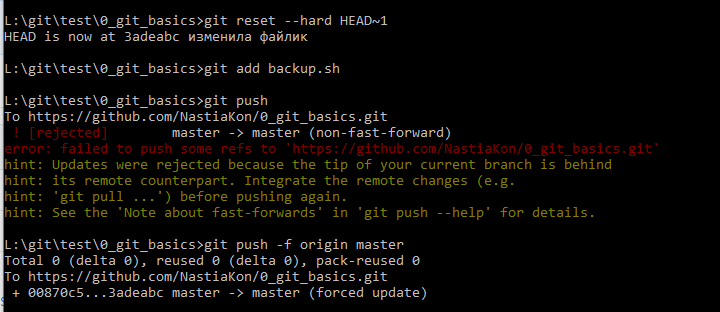 L:\git\test\0_git_basics>git reset --hard HEAD~1
HEAD is now at 3adeabc изменила файлик
L:\git\test\0_git_basics>git add backup.sh
L:\git\test\0_git_basics>git push
To https://github.com/NastiaKon/0_git_basics.git
! [rejected] master -> master (non-fast-forward)
error: failed to push some refs to 'https://github.com/NastiaKon/0_git_basics.git'
hint: Updates were rejected because the tip of your current branch is behind
hint: its remote counterpart. Integrate the remote changes (e.g.
hint: 'git pull ...') before pushing again.
hint: See the 'Note about fast-forwards' in 'git push --help' for details.
L:\git\test\0_git_basics>git push -f origin master
Total 0 (delta 0), reused 0 (delta 0), pack-reused 0
To https://github.com/NastiaKon/0_git_basics.git
+ 00870c5...3adeabc master -> master (forced update)